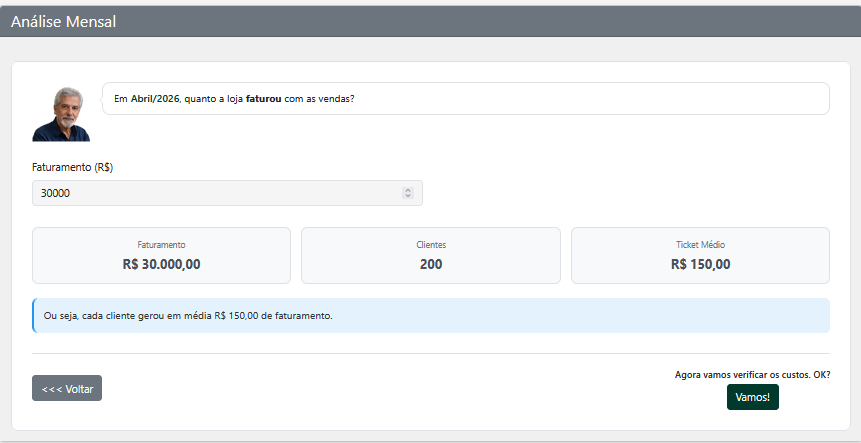 Análise Mensal
Em Abril/2026, quanto a loja faturou com as vendas?
Faturamento (R$)
30000
Faturamento
R$ 30.000,00
Clientes
200
Ticket Médio
R$ 150,00
Ou seja, cada cliente gerou em média R$ 150,00 de faturamento.
Agora vamos verificar os custos. OK?
<<< Voltar
Vamos!